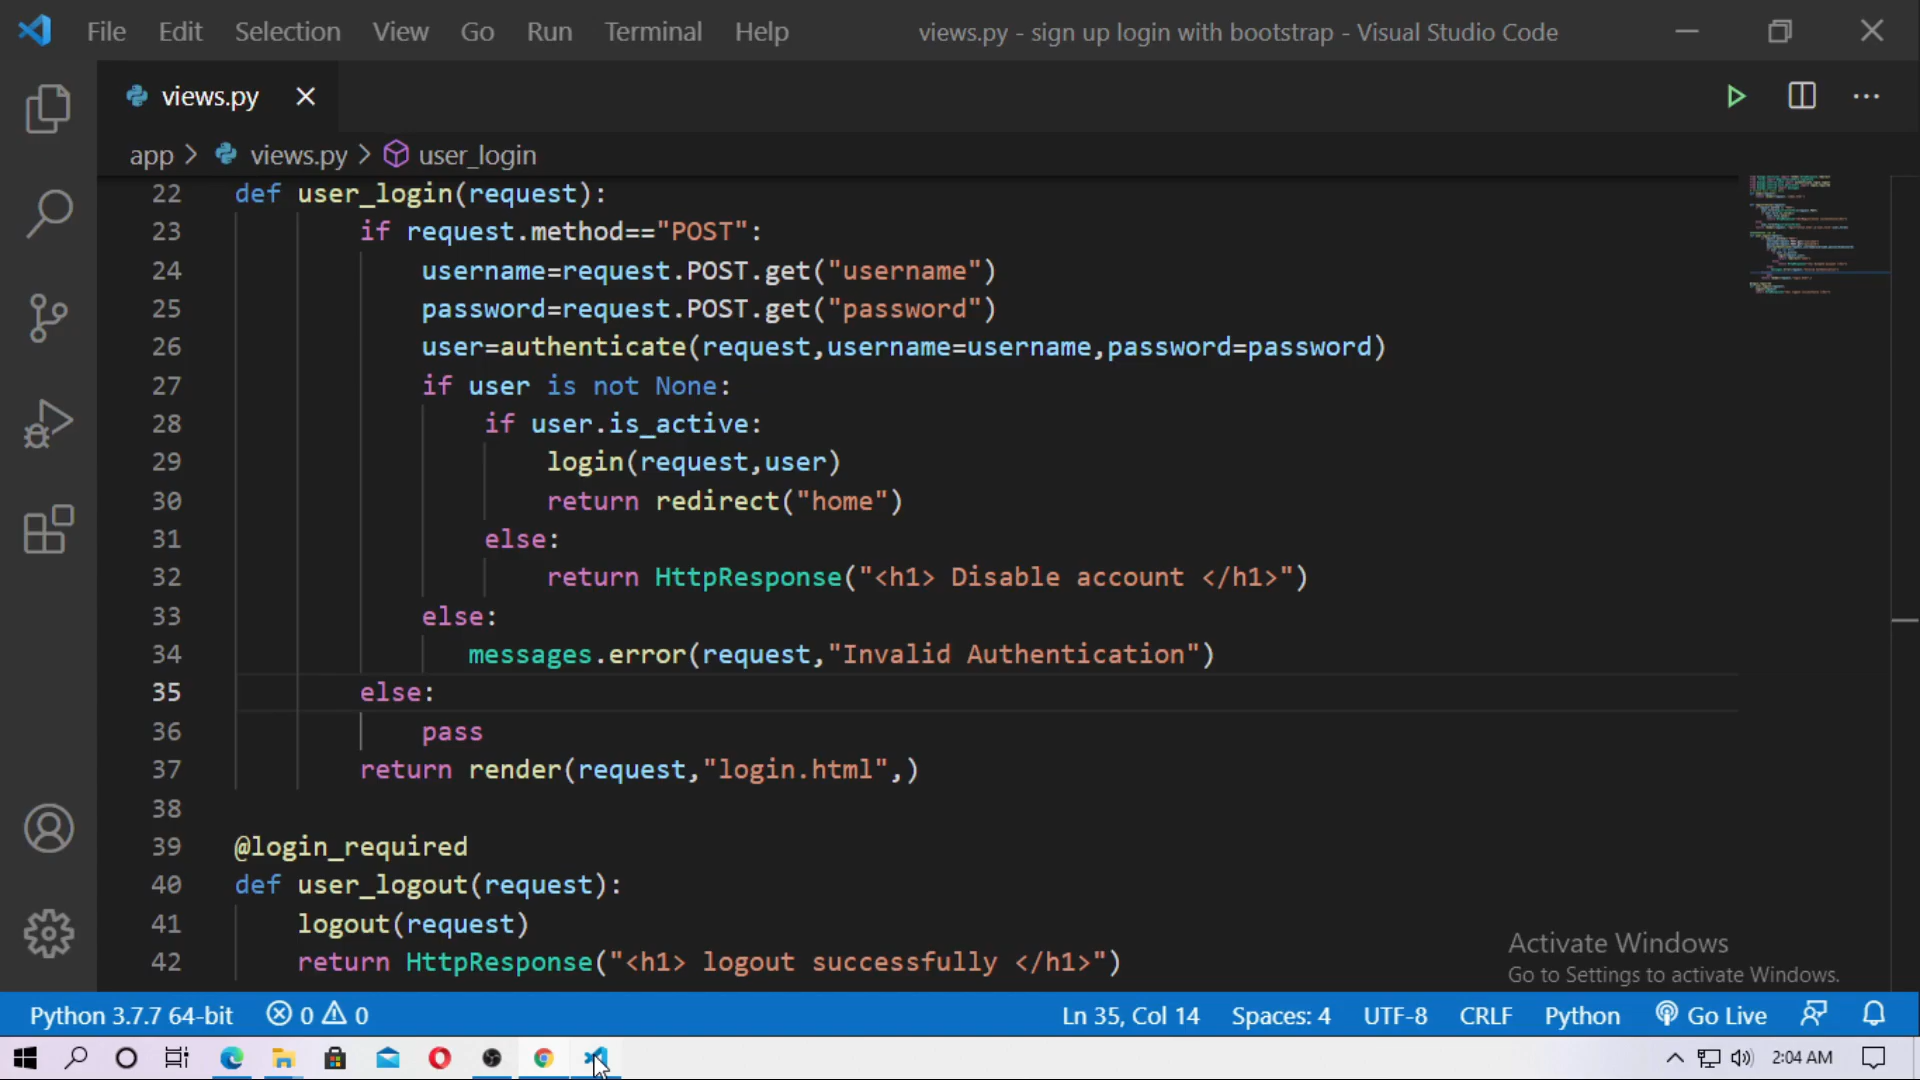 File Edit Selection View Go Run Terminal Help views.py - sign up login with bootstrap - Visual Studio Code
views.py
app > views.py > user_login
22 def user_login(request):
23 if request.method=="POST":
24 username=request.POST.get("username")
25 password=request.POST.get("password")
26 user=authenticate(request,username=username,password=password)
27 if user is not None:
28 if user.is_active:
29 login(request,user)
30 return redirect("home")
31 else:
32 return HttpResponse("<h1> Disable account </h1>")
33 else:
34 messages.error(request,"Invalid Authentication")
35 else:
36 pass
37 return render(request,"login.html",)
38
39 @login_required
40 def user_logout(request):
41 logout(request)
42 return HttpResponse("<h1> logout successfully </h1>")
Activate Windows
Go to Settings to activate Windows.
Python 3.7.7 64-bit 0 0 Ln 35, Col 14 Spaces: 4 UTF-8 CRLF Python Go Live
2:04 AM